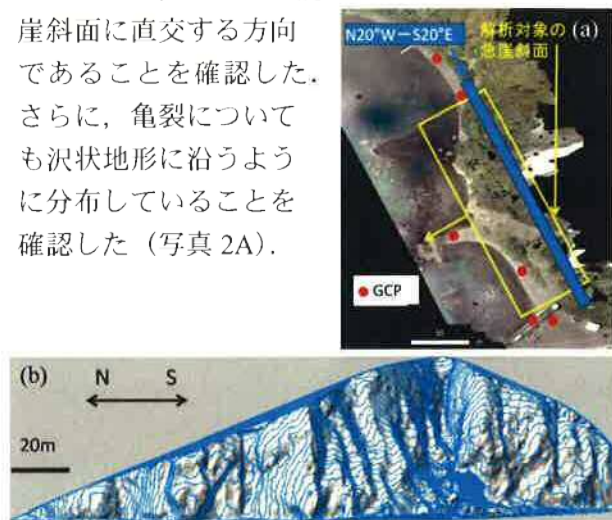 崖斜面に直交する方向
であることを確認した.
さらに，亀裂について
も沢状地形に沿うよう
に分布していることを
確認した（写真 2A）.
N20°W－S20°E
解析対象の
急崖斜面
(a)
GCP
(b)
N S
20m